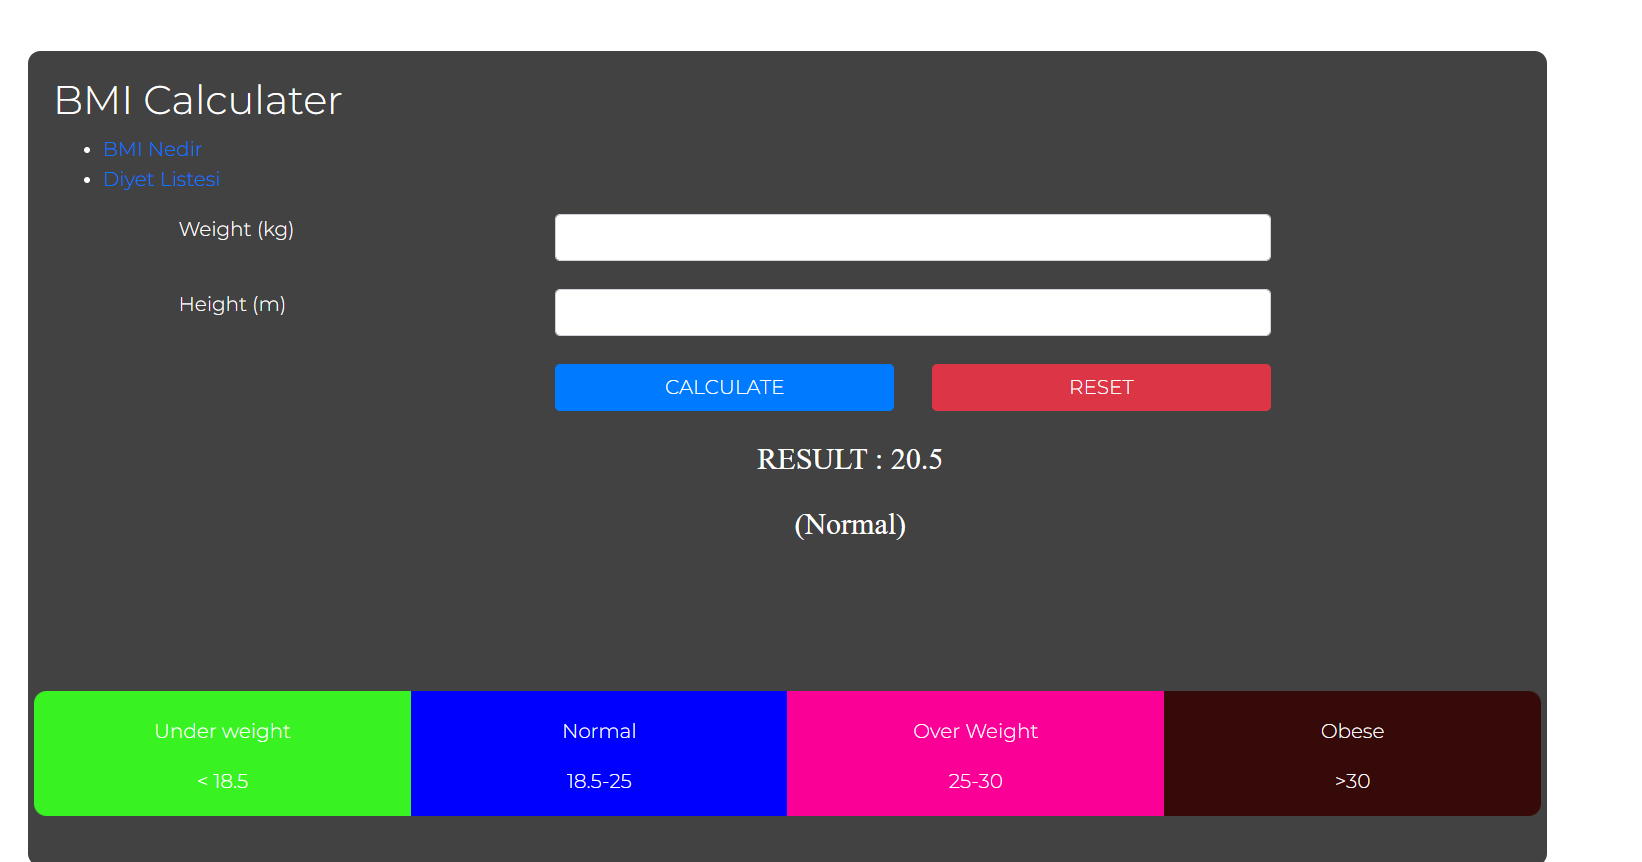 BMI Calculater
BMI Nedir
Diyet Listesi
Weight (kg)
Height (m)
CALCULATE RESET
RESULT : 20.5
(Normal)
Under weight Normal Over Weight Obese
< 18.5 18.5-25 25-30 >30